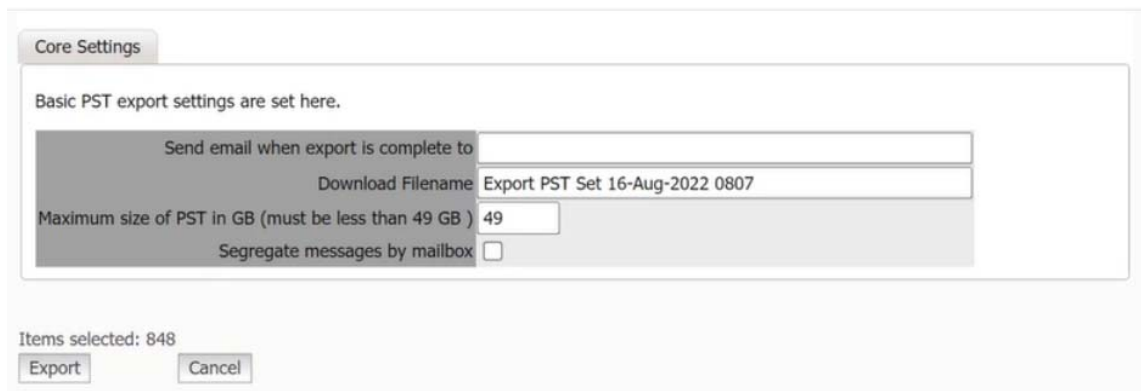 Core Settings
Basic PST export settings are set here.
Send email when export is complete to
Download Filename Export PST Set 16-Aug-2022 0807
Maximum size of PST in GB (must be less than 49 GB ) 49
Segregate messages by mailbox
Items selected: 848
Export Cancel